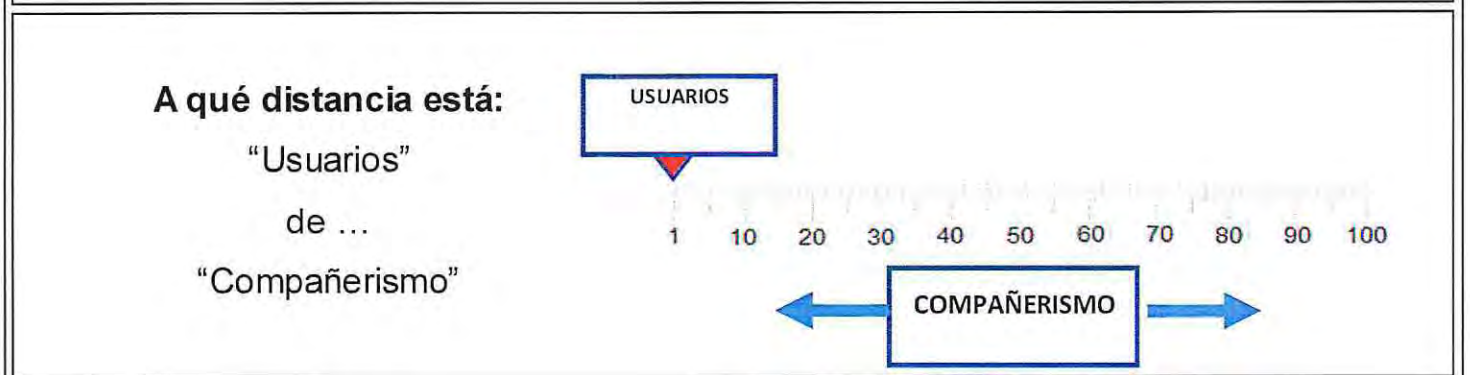 A qué distancia está:
“Usuarios”
de ...
“Compañerismo”
USUARIOS
1 10 20 30 40 50 60 70 80 90 100
COMPAÑERISMO